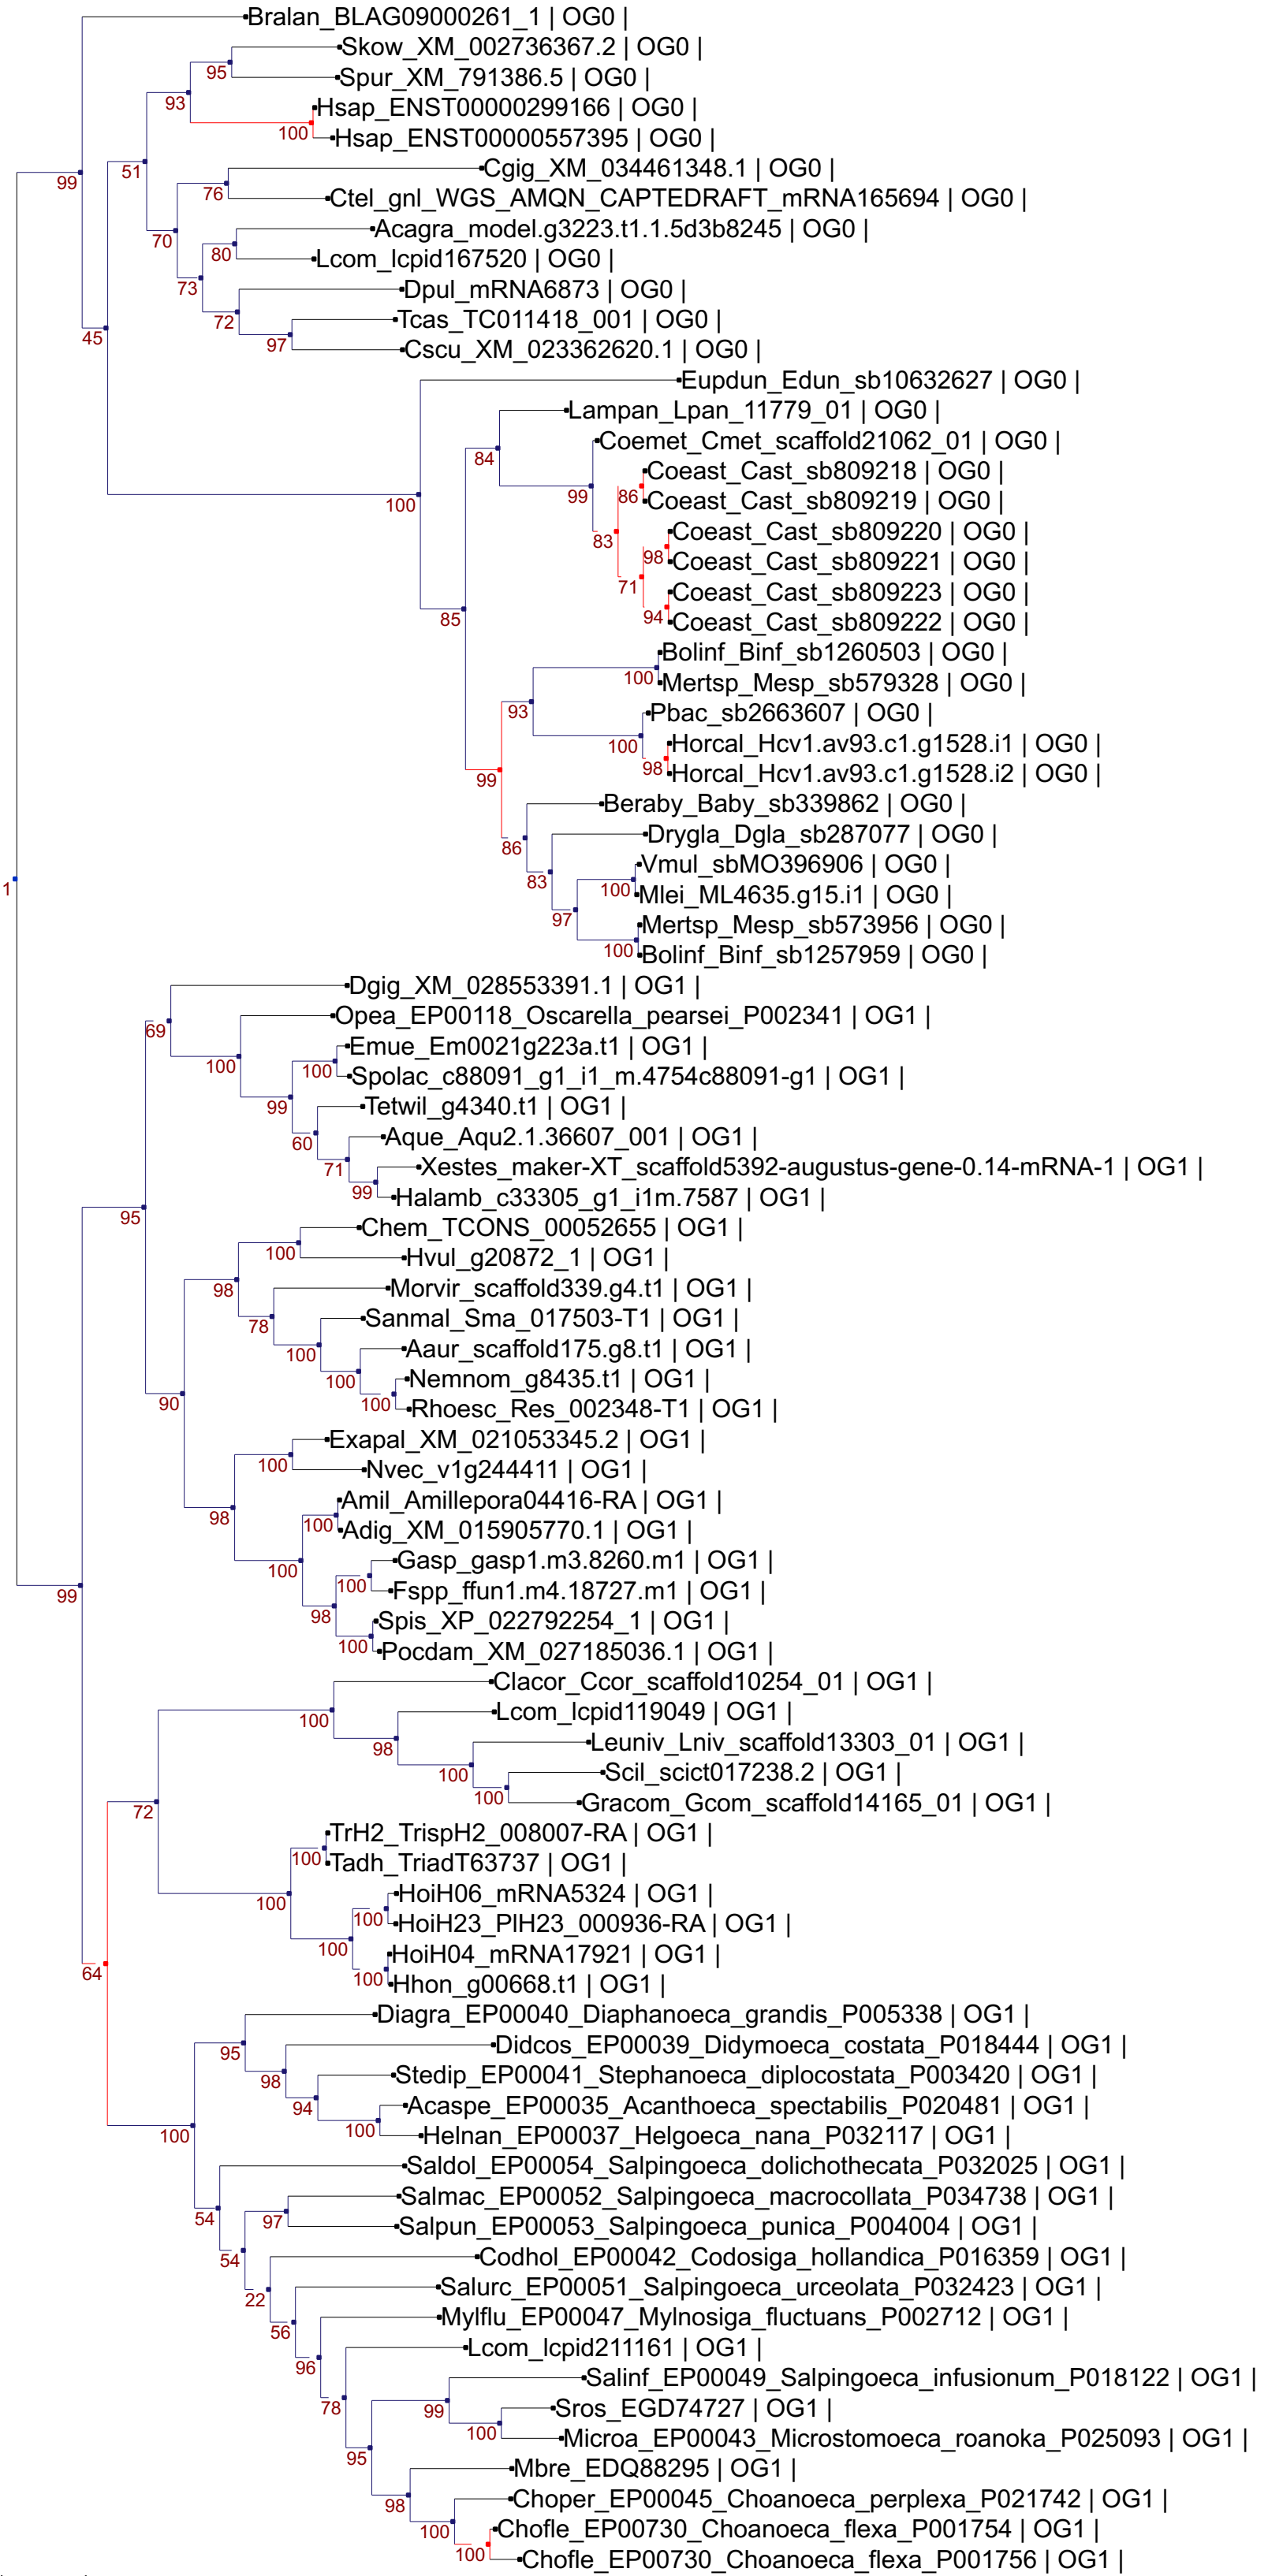 Bralan_BLAG09000261_1 | OG0 |
Skow_XM_002736367.2 | OG0 |
95
Spur_XM_791386.5 | OG0 |
93
Hsap_ENST00000299166 | OG0 |
100
Hsap_ENST00000557395 | OG0 |
51
Cgig_XM_034461348.1 | OG0 |
99
76
Ctel_gnl_WGS_AMQN_CAPTEDRAFT_mRNA165694 | OG0 |
Acagra_model.g3223.t1.1.5d3b8245 | OG0 |
70
80
Lcom_lcpid167520 | OG0 |
73
Dpul_mRNA6873 | OG0 |
72
Tcas_TC011418_001 | OG0 |
45
97
Cscu_XM_023362620.1 | OG0 |
Eupdun_Edun_sb10632627 | OG0 |
Lampan_Lpan_11779_01 | OG0 |
Coemet_Cmet_scaffold21062_01 | OG0 |
84
Coeast_Cast_sb809218 | OG0 |
99
86
100
Coeast_Cast_sb809219 | OG0 |
Coeast_Cast_sb809220 | OG0 |
83
98
Coeast_Cast_sb809221 | OG0 |
71
Coeast_Cast_sb809223 | OG0 |
94
85
Coeast_Cast_sb809222 | OG0 |
Bolinf_Binf_sb1260503 | OG0 |
100
Mertsp_Mesp_sb579328 | OG0 |
93
Pbac_sb2663607 | OG0 |
100
Horcal_Hcv1.av93.c1.g1528.i1 | OG0 |
98
99
Horcal_Hcv1.av93.c1.g1528.i2 | OG0 |
Beraby_Baby_sb339862 | OG0 |
Drygla_Dgla_sb287077 | OG0 |
86
Vmul_sbMO396906 | OG0 |
83
100
1
Mlei_ML4635.g15.i1 | OG0 |
97
Mertsp_Mesp_sb573956 | OG0 |
100
Bolinf_Binf_sb1257959 | OG0 |
Dgig_XM_028553391.1 | OG1 |
Opea_EP00118_Oscarella_pearsei_P002341 | OG1 |
69
Emue_Em0021g223a.t1 | OG1 |
100
100
Spolac_c88091_g1_i1_m.4754c88091-g1 | OG1 |
99
Tetwil_g4340.t1 | OG1 |
60
Aque_Aqu2.1.36607_001 | OG1 |
71
Xestes_maker-XT_scaffold5392-augustus-gene-0.14-mRNA-1 | OG1 |
99
Halamb_c33305_g1_i1m.7587 | OG1 |
95
Chem_TCONS_00052655 | OG1 |
100
Hvul_g20872_1 | OG1 |
98
Morvir_scaffold339.g4.t1 | OG1 |
78
Sanmal_Sma_017503-T1 | OG1 |
100
Aaur_scaffold175.g8.t1 | OG1 |
100
Nemnom_g8435.t1 | OG1 |
90
100
Rhoesc_Res_002348-T1 | OG1 |
Exapal_XM_021053345.2 | OG1 |
100
Nvec_v1g244411 | OG1 |
Amil_Amillepora04416-RA | OG1 |
98
100
Adig_XM_015905770.1 | OG1 |
100
Gasp_gasp1.m3.8260.m1 | OG1 |
100
99
Fspp_ffun1.m4.18727.m1 | OG1 |
98
Spis_XP_022792254_1 | OG1 |
100
Pocdam_XM_027185036.1 | OG1 |
Clacor_Ccor_scaffold10254_01 | OG1 |
100
Lcom_lcpid119049 | OG1 |
98
Leuniv_Lniv_scaffold13303_01 | OG1 |
100
Scil_scict017238.2 | OG1 |
100
Gracom_Gcom_scaffold14165_01 | OG1 |
72
TrH2_TrispH2_008007-RA | OG1 |
100
Tadh_TriadT63737 | OG1 |
100
HoiH06_mRNA5324 | OG1 |
100
HoiH23_PlH23_000936-RA | OG1 |
100
HoiH04_mRNA17921 | OG1 |
64
100
Hhon_g00668.t1 | OG1 |
Diagra_EP00040_Diaphanoeca_grandis_P005338 | OG1 |
95
Didcos_EP00039_Didymoeca_costata_P018444 | OG1 |
98
Stedip_EP00041_Stephanoeca_diplocostata_P003420 | OG1 |
94
Acaspe_EP00035_Acanthoeca_spectabilis_P020481 | OG1 |
100
100
Helnan_EP00037_Helgoeca_nana_P032117 | OG1 |
Saldol_EP00054_Salpingoeca_dolichothecata_P032025 | OG1 |
Salmac_EP00052_Salpingoeca_macrocollata_P034738 | OG1 |
54
97
Salpun_EP00053_Salpingoeca_punica_P004004 | OG1 |
54
Codhol_EP00042_Codosiga_hollandica_P016359 | OG1 |
22
Salurc_EP00051_Salpingoeca_urceolata_P032423 | OG1 |
56
Mylflu_EP00047_Mylnosiga_fluctuans_P002712 | OG1 |
96
Lcom_lcpid211161 | OG1 |
Salinf_EP00049_Salpingoeca_infusionum_P018122 | OG1 |
78
99
Sros_EGD74727 | OG1 |
100
Microa_EP00043_Microstomoeca_roanoka_P025093 | OG1 |
95
Mbre_EDQ88295 | OG1 |
98
Choper_EP00045_Choanoeca_perplexa_P021742 | OG1 |
100
Chofle_EP00730_Choanoeca_flexa_P001754 | OG1 |
100
Chofle_EP00730_Choanoeca_flexa_P001756 | OG1 |